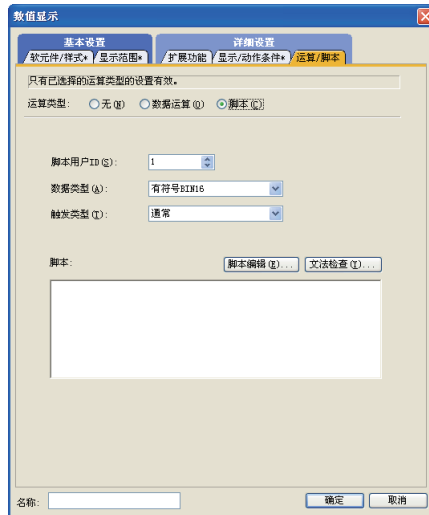 数值显示
基本设置 详细设置
软元件/样式* 显示范围* 扩展功能 显示/动作条件* 运算/脚本
只有已选择的运算类型的设置有效。
运算类型: 无(N) 数据运算(O) 脚本(C)
脚本用户ID(S): 1
数据类型(A): 有符号BIN16
触发类型(T): 通常
脚本: 脚本编辑(E)... 文法检查(Y)...
名称: 确定 取消